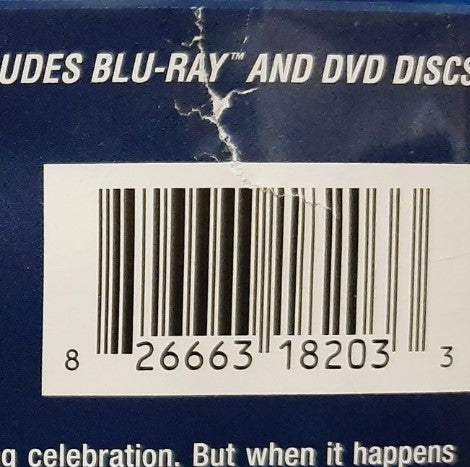 UDES BLU-RAY™ AND DVD DISCS
8 26663 18203 3
g celebration. But when it happens